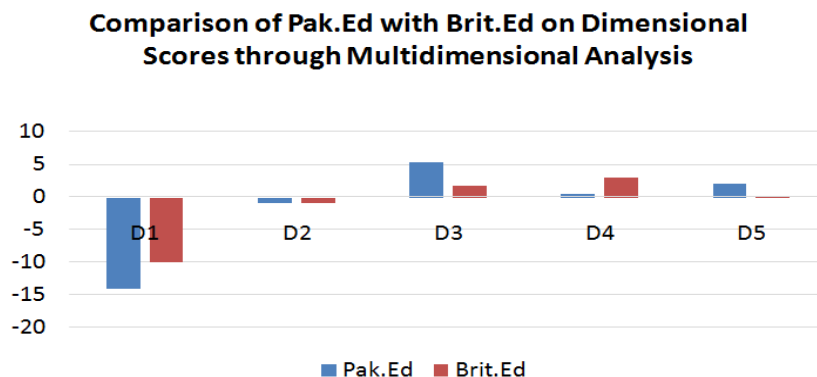 Comparison of Pak.Ed with Brit.Ed on Dimensional
Scores through Multidimensional Analysis
10
5
0
-5
-10
-15
-20
D1 D2 D3 D4 D5
Pak.Ed Brit.Ed